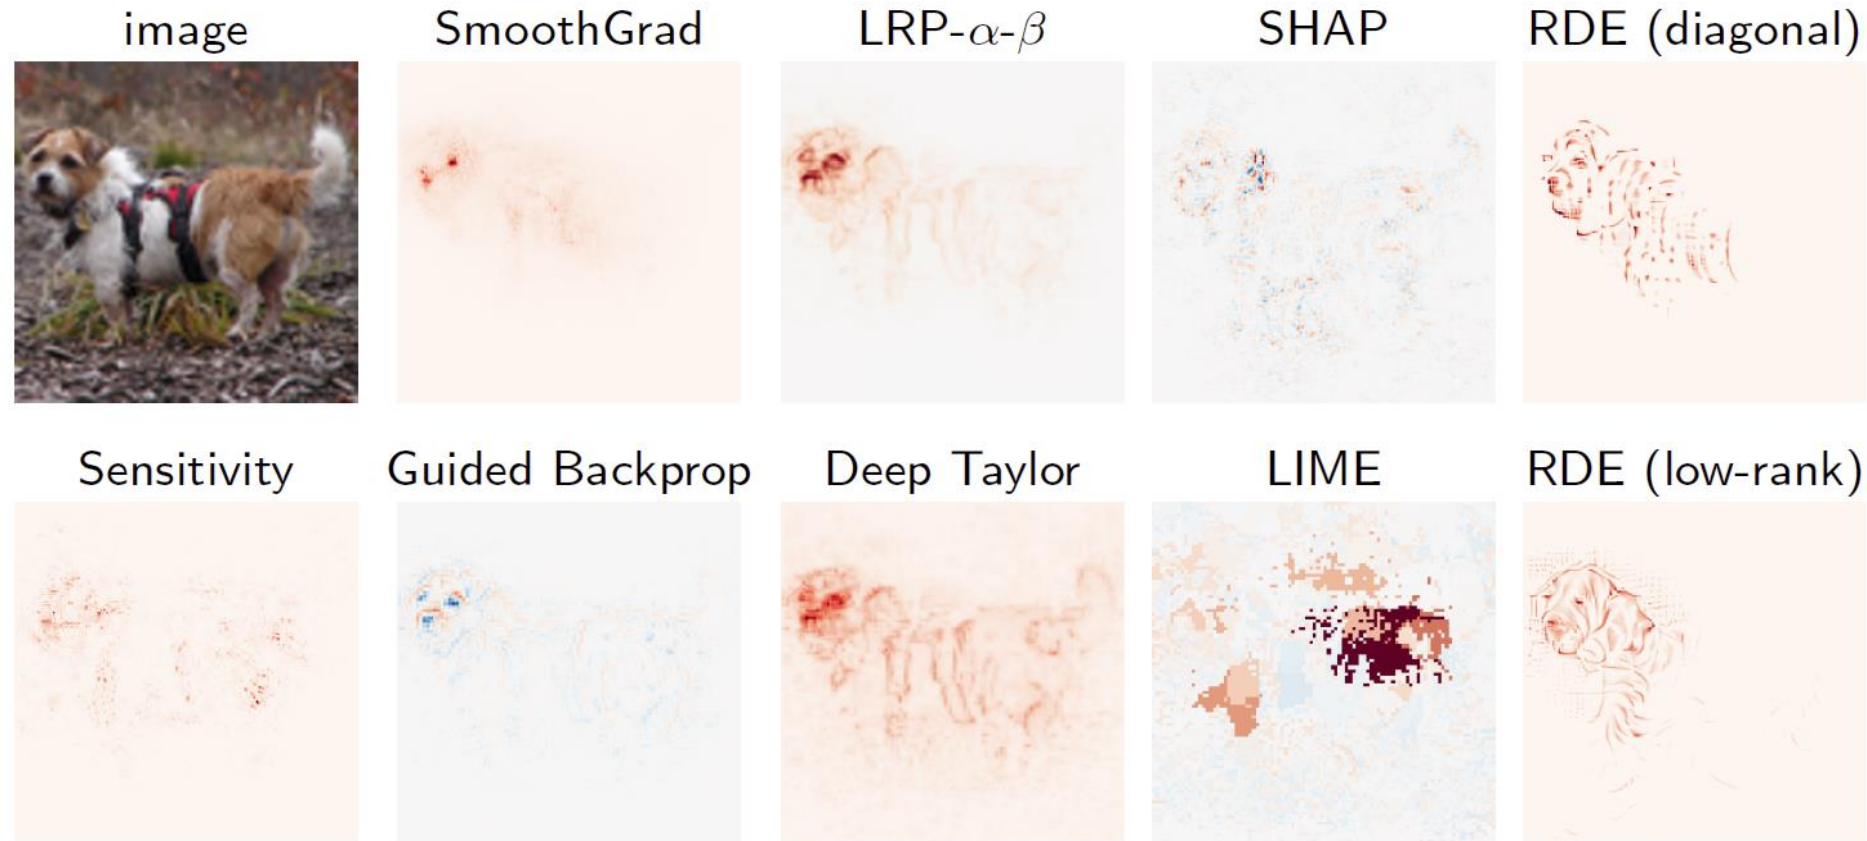 image
SmoothGrad
LRP-α-β
SHAP
RDE (diagonal)
Sensitivity
Guided Backprop
Deep Taylor
LIME
RDE (low-rank)